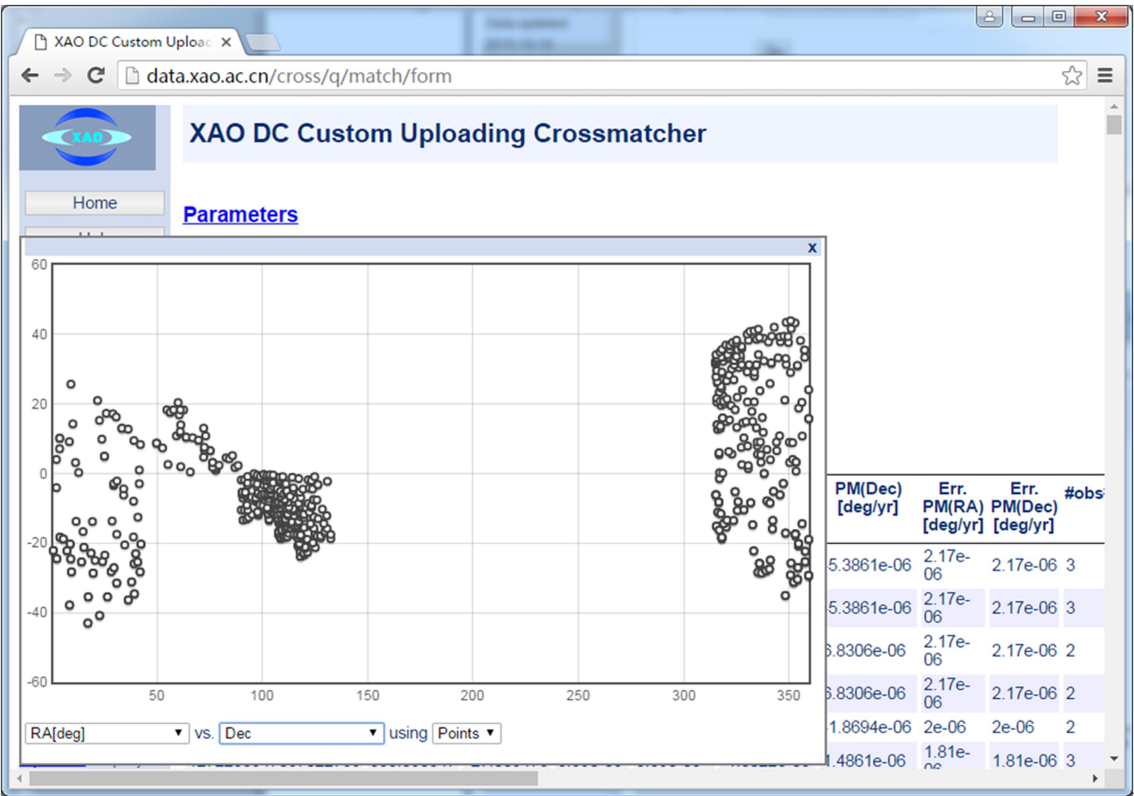 XAO DC Custom Uploac
data.xao.ac.cn/cross/q/match/form
XAO
XAO DC Custom Uploading Crossmatcher
Home
Parameters
x
60
40
20
0
-20
-40
-60
50 100 150 200 250 300 350
RA[deg] vs. Dec using Points
PM(Dec) [deg/yr] Err. PM(RA) [deg/yr] Err. PM(Dec) [deg/yr] #obs
5.3861e-06 2.17e-06 2.17e-06 3
5.3861e-06 2.17e-06 2.17e-06 3
.8306e-06 2.17e-06 2.17e-06 2
.8306e-06 2.17e-06 2.17e-06 2
1.8694e-06 2e-06 2e-06 2
.4861e-06 1.81e-06 1.81e-06 3